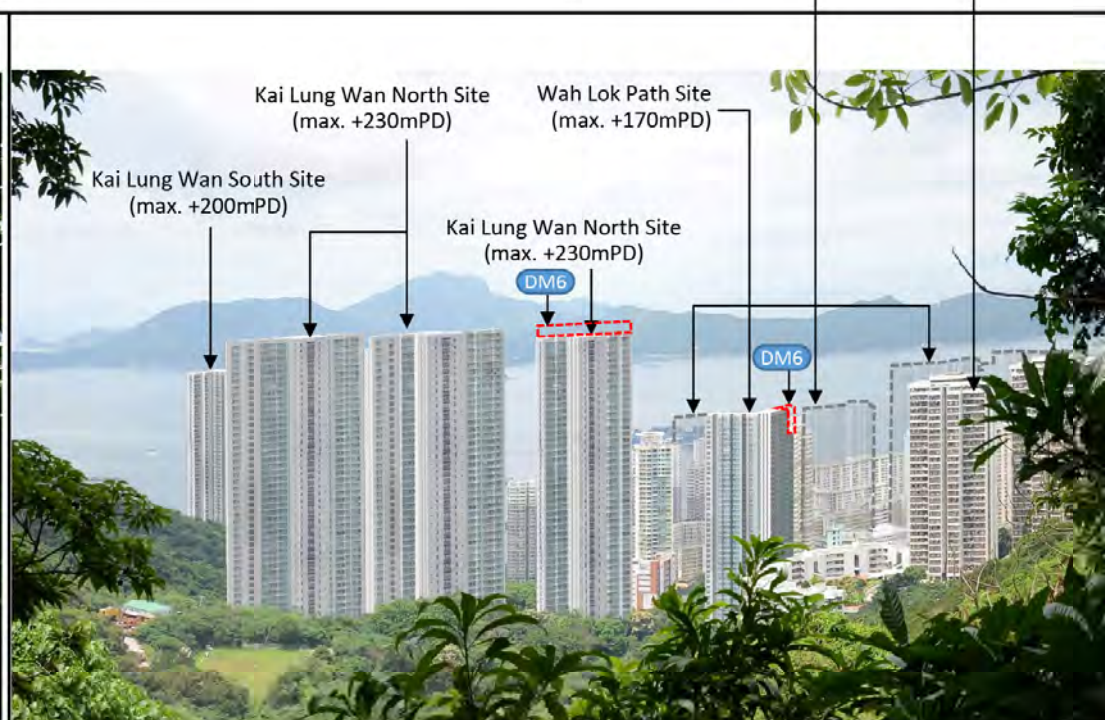 Kai Lung Wan North Site
(max. +230mPD)
Wah Lok Path Site
(max. +170mPD)
Kai Lung Wan South Site
(max. +200mPD)
Kai Lung Wan North Site
(max. +230mPD)
DM6
DM6